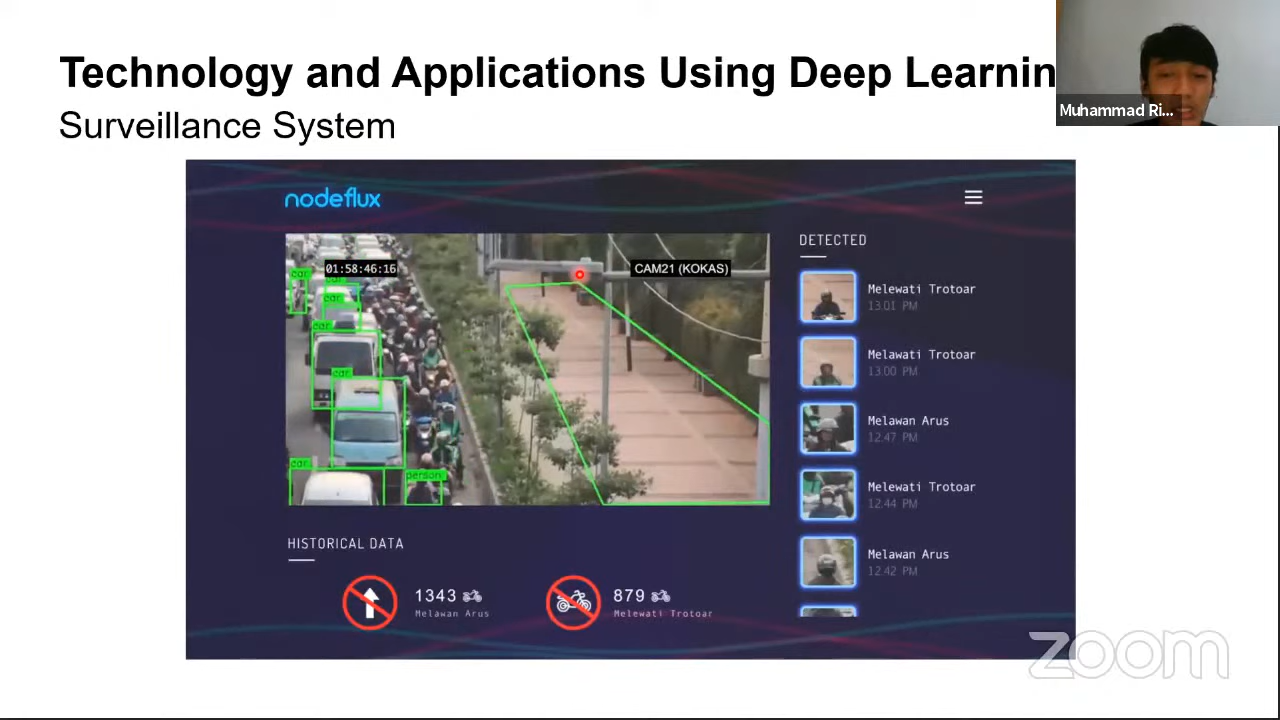 Technology and Applications Using Deep Learnin
Muhammad Ri...
Surveillance System
nodeflux
01:58:46:16
CAM21 (KOKAS)
car
car
car
car
car
car
person
DETECTED
Melewati Trotoar
13.01 PM
Melewati Trotoar
13.00 PM
Melawan Arus
12.47 PM
Melewati Trotoar
12.44 PM
Melawan Arus
12.42 PM
HISTORICAL DATA
1343
Melawan Arus
879
Melewati Trotoar
zoom